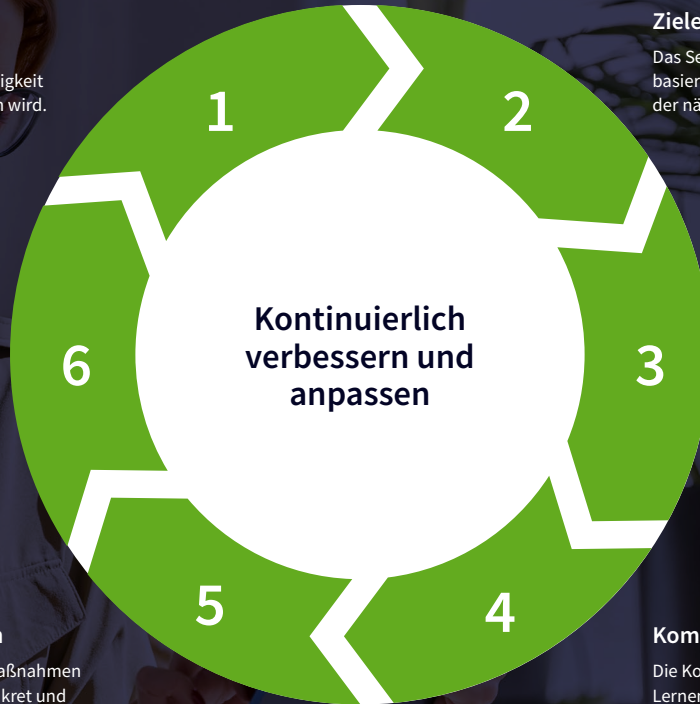 Ziele
Das Se
igkeit
basier
wird.
der nä
1
2
Kontinuierlich
verbessern und
anpassen
6
3
5
4
Kom
aßnahmen
Die Ko
kret und
Lerner